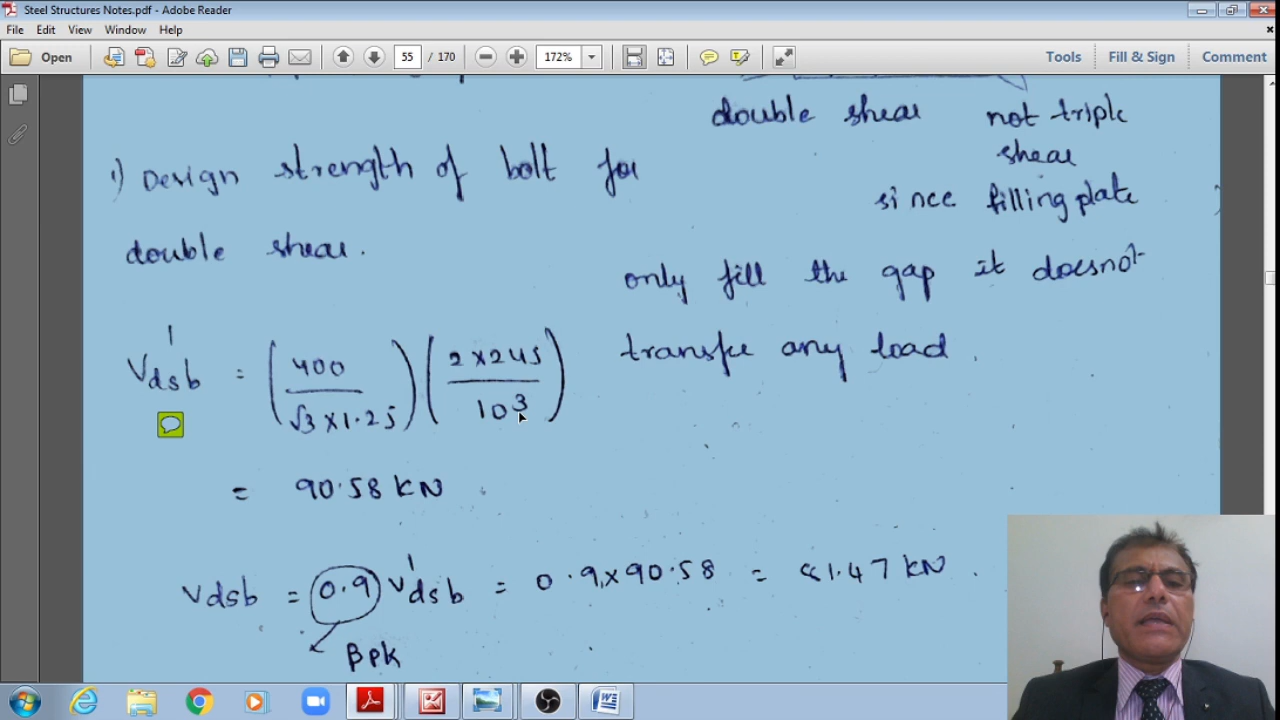 Steel Structures Notes.pdf - Adobe Reader
File Edit View Window Help
Open 55 / 170 172% Tools Fill & Sign Comment
double shear not triple
shear
1) Design strength of bolt for
since filling plate
double shear.
only fill the gap it doesnot
transfer any load.
V'dsb = (400 / √3 × 1.25) (2 × 245 / 10³)
= 90.58 KN
Vdsb = 0.9 V'dsb = 0.9 × 90.58 = 81.47 KN.
βpk